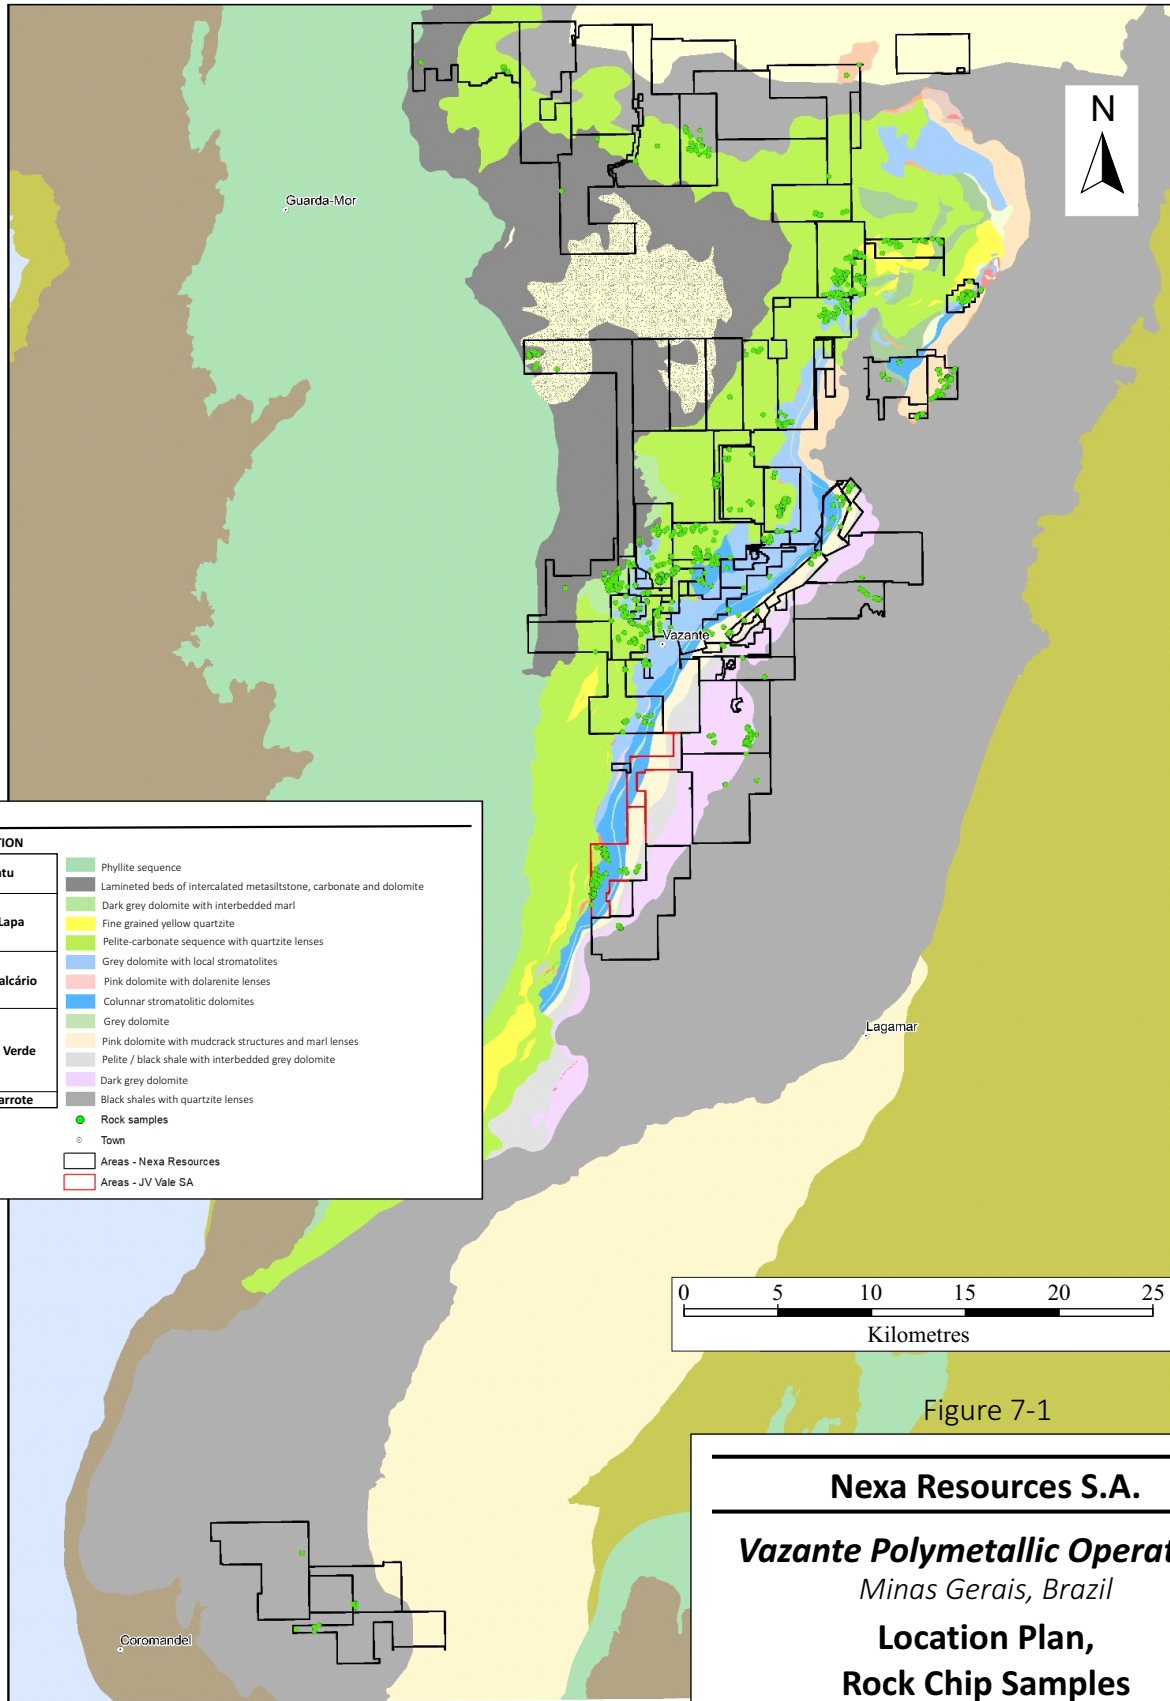 N
Guarda-Mor
Vazante
Lagamar
Coromandel
Phyllite sequence
Lamineted beds of intercalated metasiltstone, carbonate and dolomite
Dark grey dolomite with interbedded marl
Lapa
Fine grained yellow quartzite
Pelite-carbonate sequence with quartzite lenses
Grey dolomite with local stromatolites
Pink dolomite with dolarenite lenses
Colunnar stromatolitic dolomites
Grey dolomite
Pink dolomite with mudcrack structures and marl lenses
Verde
Pelite / black shale with interbedded grey dolomite
Dark grey dolomite
Black shales with quartzite lenses
Rock samples
Town
Areas - Nexa Resources
Areas - JV Vale SA
0 5 10 15 20 25
Kilometres
Figure 7-1
Nexa Resources S.A.
Vazante Polymetallic Operat
Minas Gerais, Brazil
Location Plan,
Rock Chip Samples